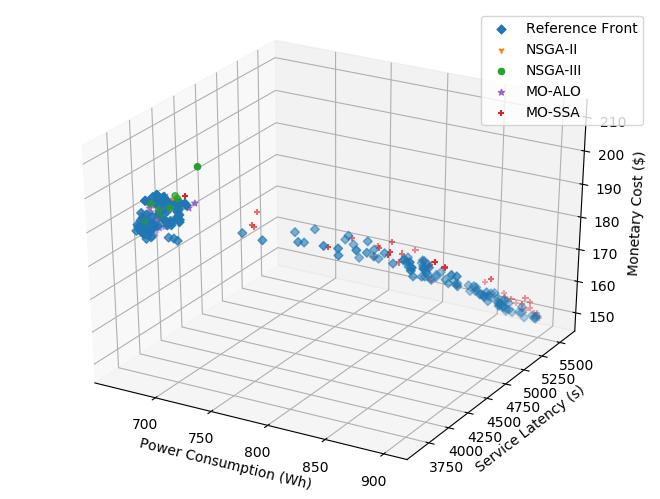 Reference Front
NSGA-II
NSGA-III
MO-ALO
MO-SSA
210
200
190
180
170
160
150
Monetary Cost ($)
5500
5250
5000
4750
4500
4250
4000
3750
Service Latency (s)
700
750
800
850
900
Power Consumption (Wh)